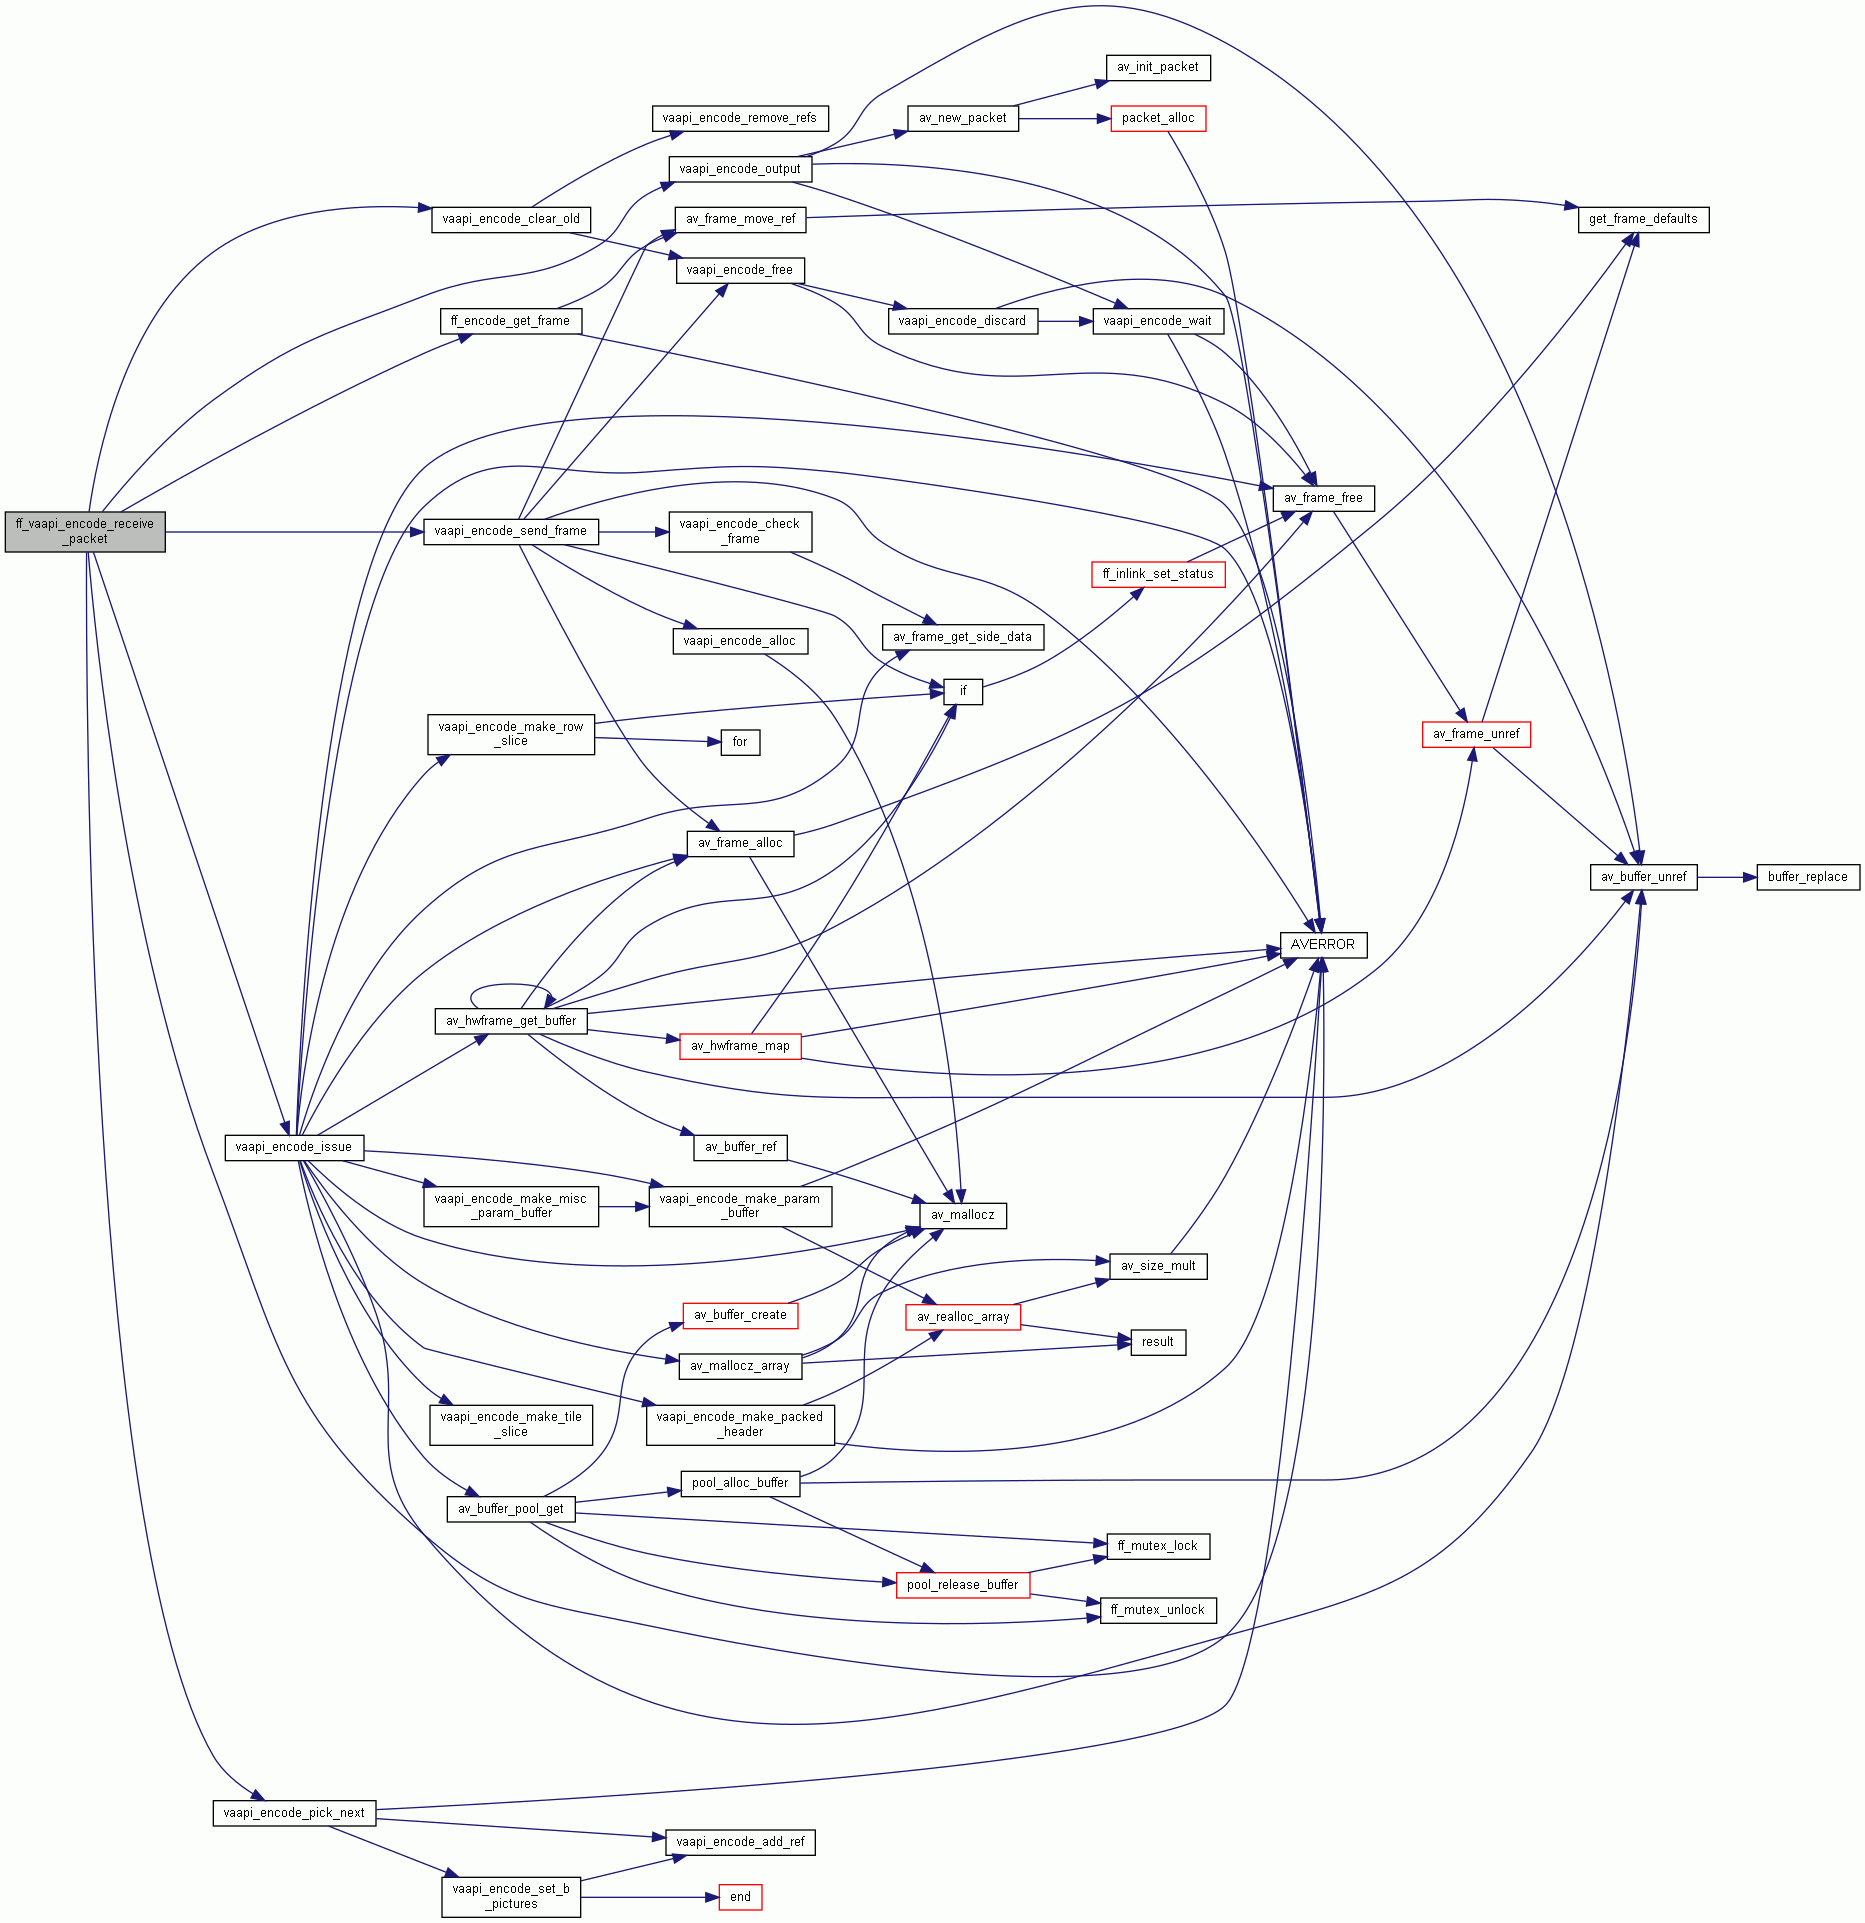 av_init_packet
vaapi_encode_remove_refs
av_new_packet
packet_alloc
vaapi_encode_output
vaapi_encode_clear_old
av_frame_move_ref
get_frame_defaults
vaapi_encode_free
ff_encode_get_frame
vaapi_encode_discard
vaapi_encode_wait
av_frame_free
ff_vaapi_encode_receive
_packet
vaapi_encode_send_frame
vaapi_encode_check
_frame
ff_inlink_set_status
vaapi_encode_alloc
av_frame_get_side_data
if
vaapi_encode_make_row
_slice
for
av_frame_unref
av_frame_alloc
av_buffer_unref
buffer_replace
AVERROR
av_hwframe_get_buffer
av_hwframe_map
vaapi_encode_issue
av_buffer_ref
vaapi_encode_make_misc
_param_buffer
vaapi_encode_make_param
_buffer
av_mallocz
av_size_mult
av_buffer_create
av_realloc_array
result
av_mallocz_array
vaapi_encode_make_tile
_slice
vaapi_encode_make_packed
_header
pool_alloc_buffer
av_buffer_pool_get
ff_mutex_lock
pool_release_buffer
ff_mutex_unlock
vaapi_encode_pick_next
vaapi_encode_add_ref
vaapi_encode_set_b
_pictures
end